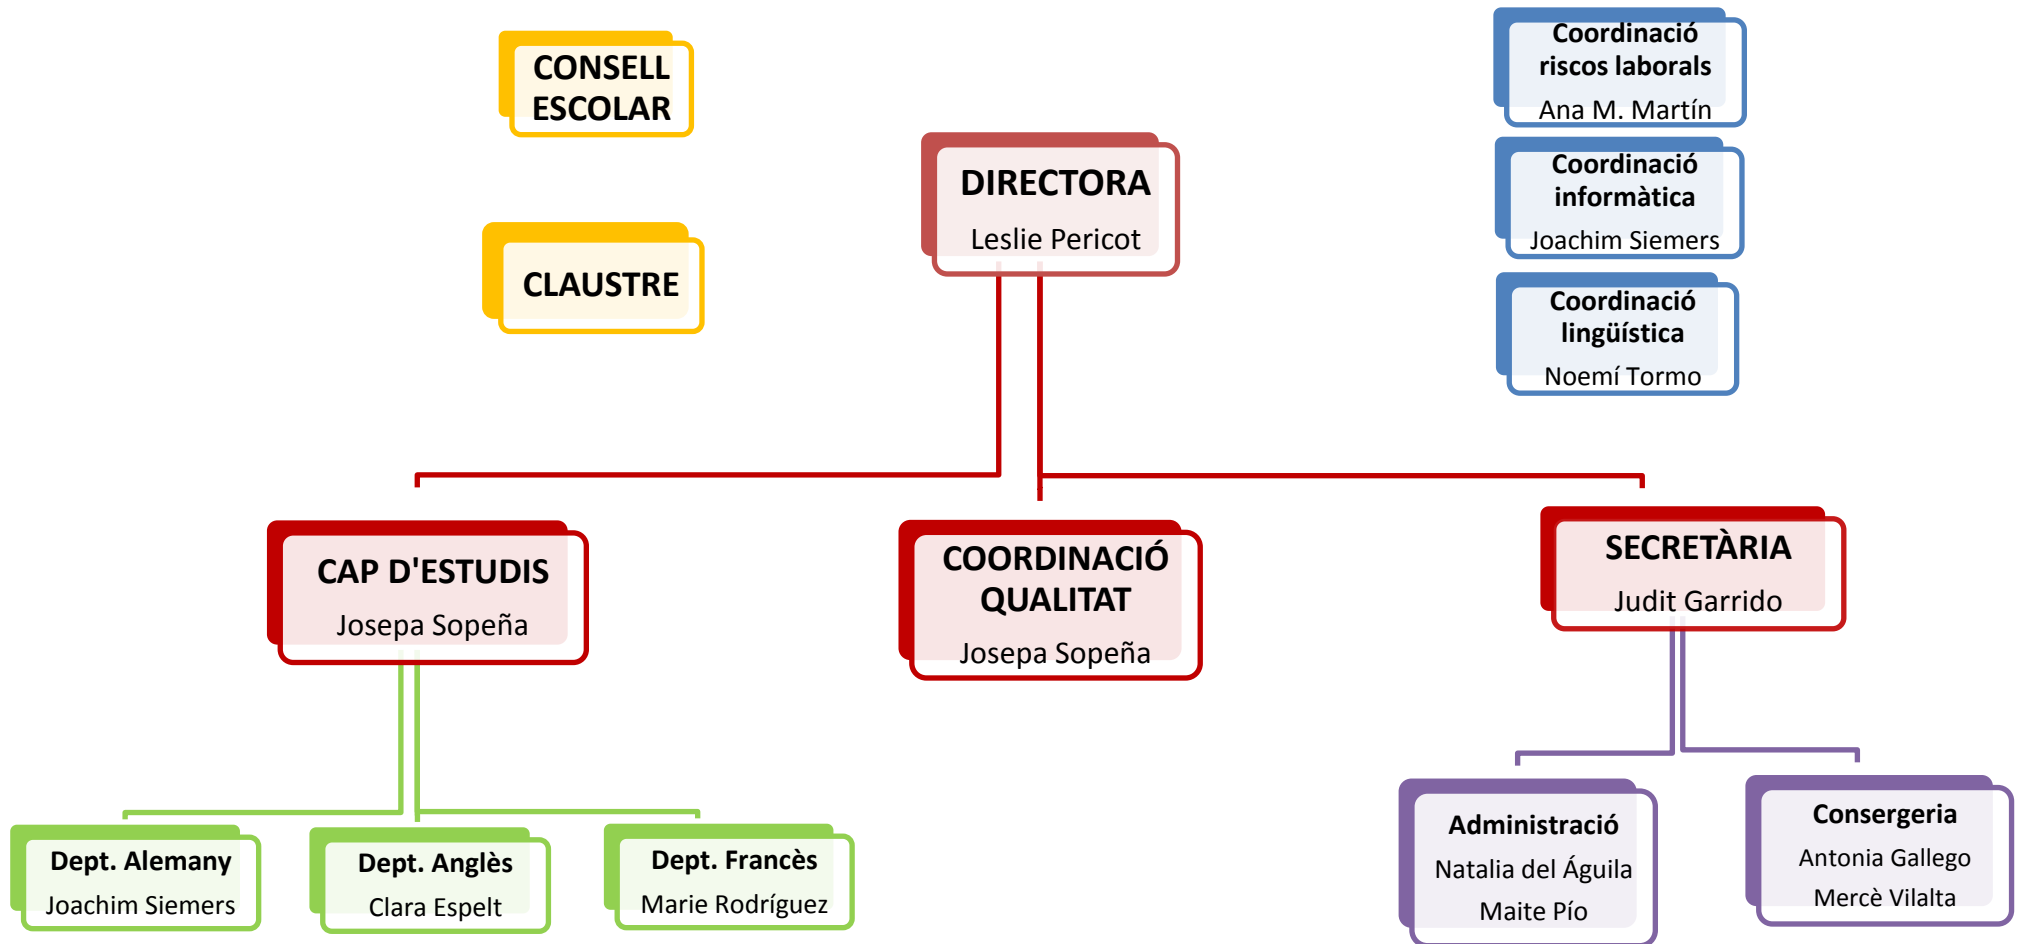 CONSELL
ESCOLAR
CLAUSTRE
DIRECTORA
Leslie Pericot
Coordinació
riscos laborals
Ana M. Martín
Coordinació
informàtica
Joachim Siemers
Coordinació
lingüística
Noemí Tormo
CAP D'ESTUDIS
Josepa Sopeña
COORDINACIÓ
QUALITAT
Josepa Sopeña
SECRETÀRIA
Judit Garrido
Dept. Alemany
Joachim Siemers
Dept. Anglès
Clara Espelt
Dept. Francès
Marie Rodríguez
Administració
Natalia del Águila
Maite Pío
Consergeria
Antonia Gallego
Mercè Vilalta